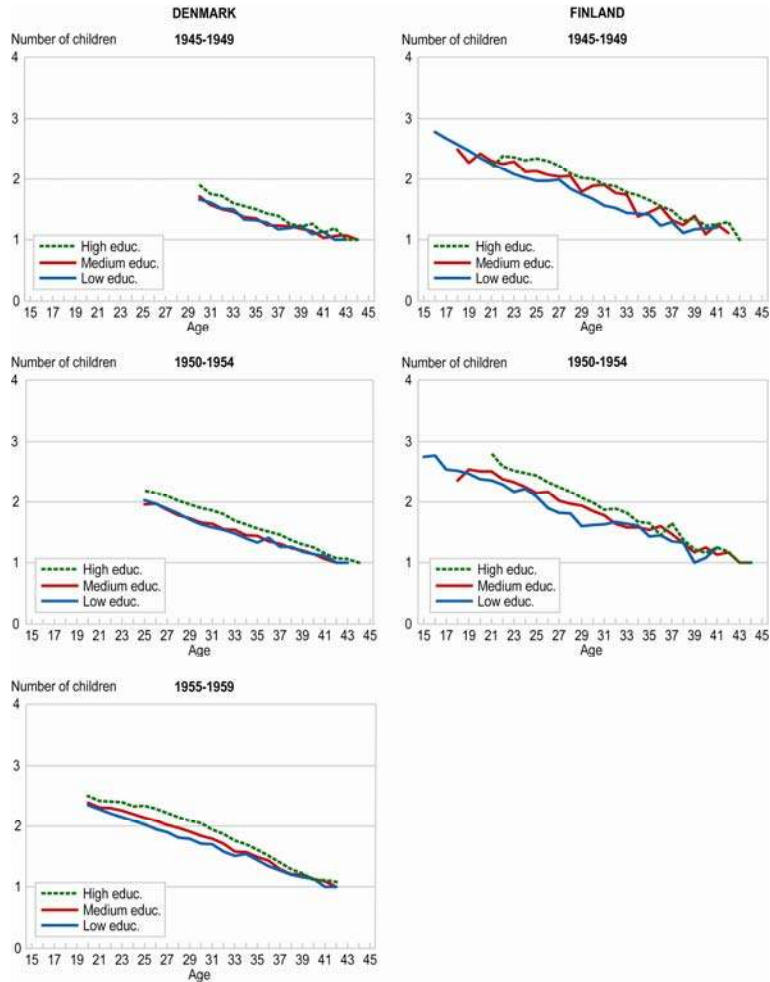 DENMARK
Number of children 1945-1949
4
3
2
1
0
High educ.
Medium educ.
Low educ.
15 17 19 21 23 25 27 29 31 33 35 37 39 41 43 45
Age
FINLAND
Number of children 1945-1949
4
3
2
1
0
High educ.
Medium educ.
Low educ.
15 17 19 21 23 25 27 29 31 33 35 37 39 41 43 45
Age
Number of children 1950-1954
4
3
2
1
0
High educ.
Medium educ.
Low educ.
15 17 19 21 23 25 27 29 31 33 35 37 39 41 43 45
Age
Number of children 1950-1954
4
3
2
1
0
High educ.
Medium educ.
Low educ.
15 17 19 21 23 25 27 29 31 33 35 37 39 41 43 45
Age
Number of children 1955-1959
4
3
2
1
0
High educ.
Medium educ.
Low educ.
15 17 19 21 23 25 27 29 31 33 35 37 39 41 43 45
Age